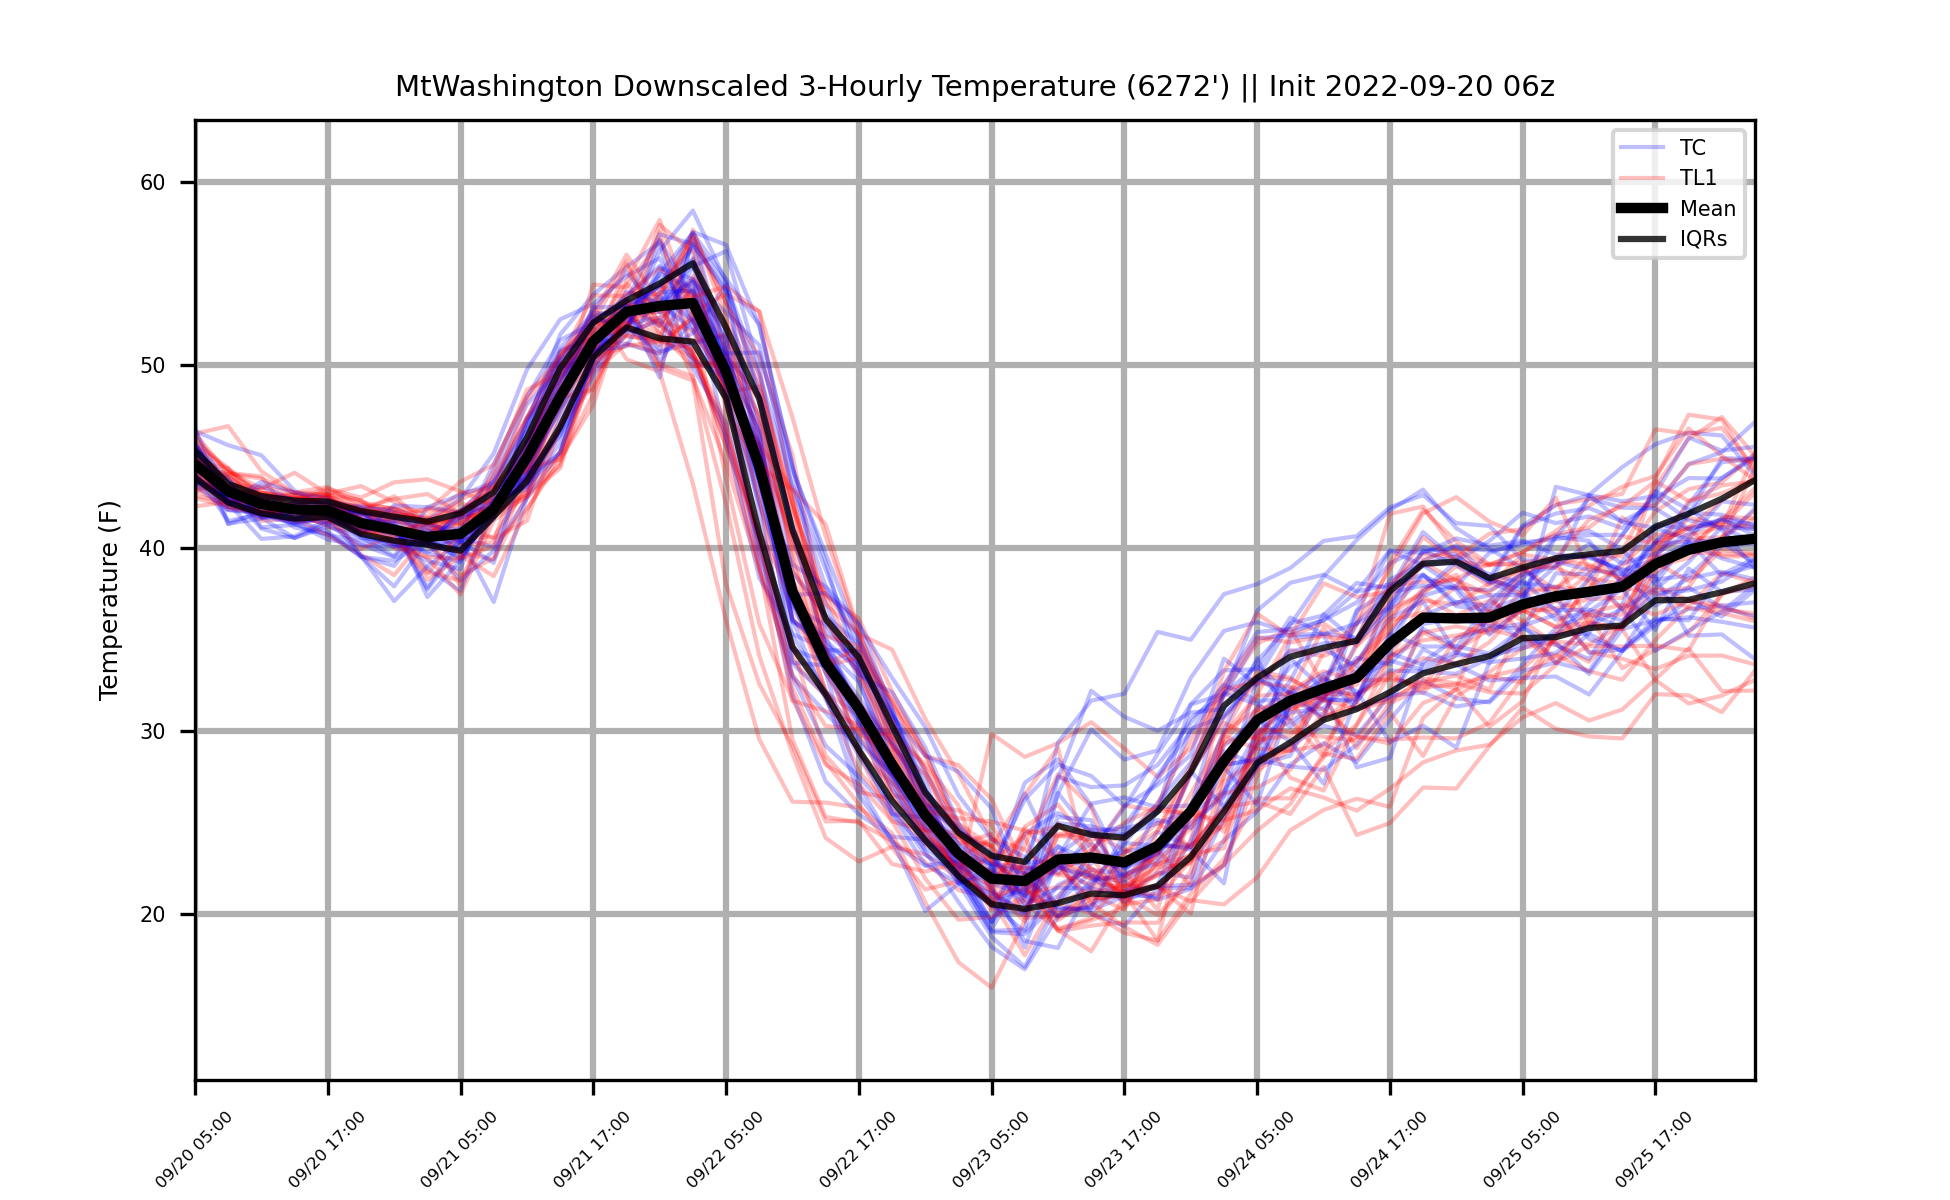 MtWashington Downscaled 3-Hourly Temperature (6272') || Init 2022-09-20 06z
TC
TL1
Mean
IQRs
Temperature (F)
60
50
40
30
20
09/20 05:00
09/20 17:00
09/21 05:00
09/21 17:00
09/22 05:00
09/22 17:00
09/23 05:00
09/23 17:00
09/24 05:00
09/24 17:00
09/25 05:00
09/25 17:00